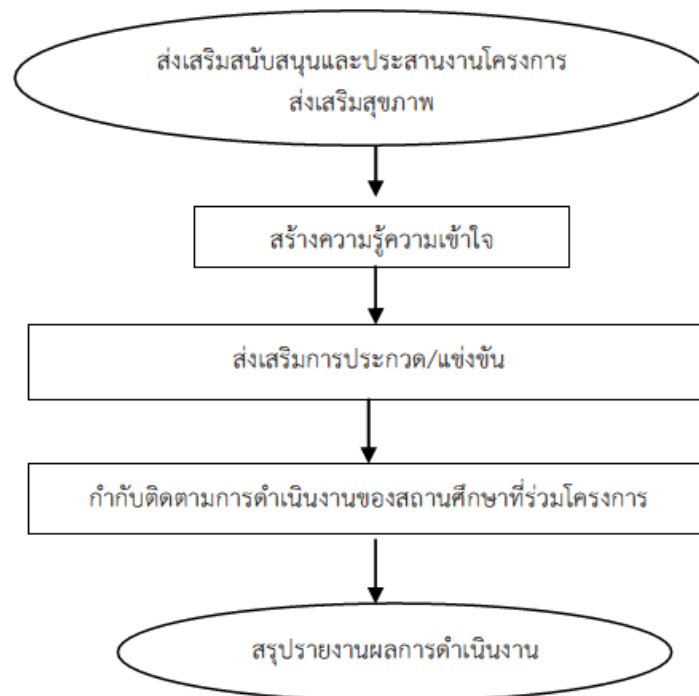 ส่งเสริมสนับสนุนและประสานงานโครงการ
ส่งเสริมสุขภาพ
สร้างความรู้ความเข้าใจ
ส่งเสริมการประกวด/แข่งขัน
กำกับติดตามการดำเนินงานของสถานศึกษาที่ร่วมโครงการ
สรุปรายงานผลการดำเนินงาน